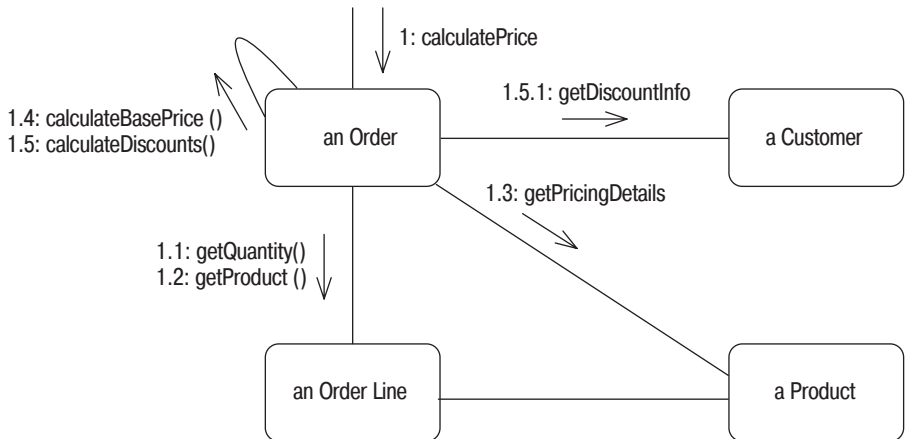 1: calculatePrice
1.5.1: getDiscountInfo
1.4: calculateBasePrice ()
1.5: calculateDiscounts()
an Order
a Customer
1.3: getPricingDetails
1.1: getQuantity()
1.2: getProduct ()
an Order Line
a Product